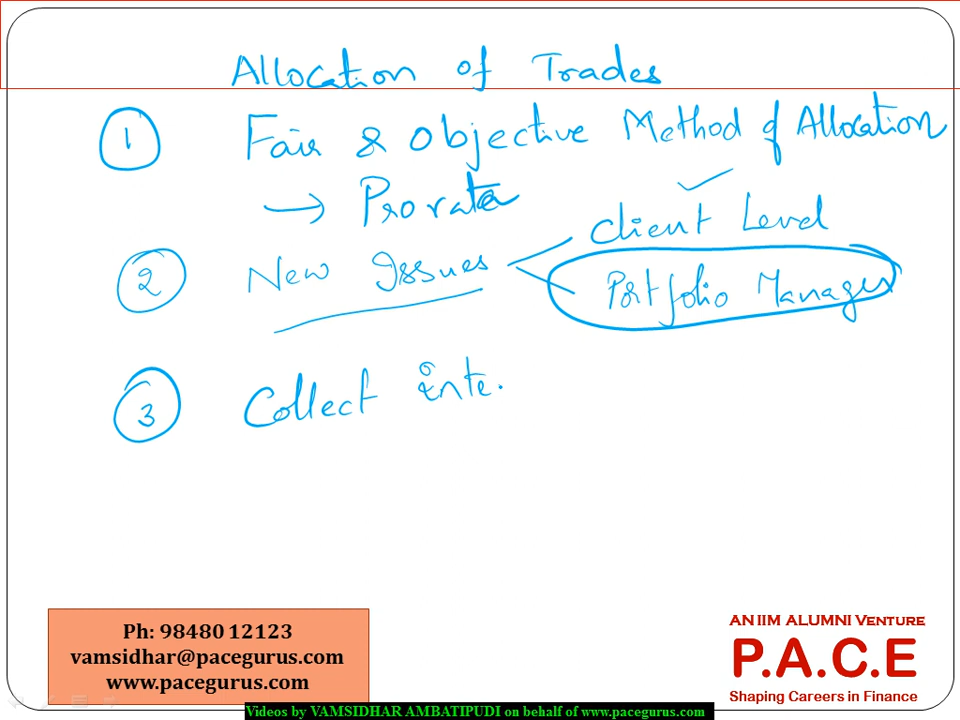 Allocation of Trades
1 Fair & Objective Method of Allocation
→ Prorata
2 New Issues
Client Level
Portfolio Manager
3 Collect inte.
Ph: 98480 12123
vamsidhar@pacegurus.com
www.pacegurus.com
AN IIM ALUMNI VENTURE
P.A.C.E
Shaping Careers in Finance
Videos by VAMSIDHAR AMBATIPUDI on behalf of www.pacegurus.com